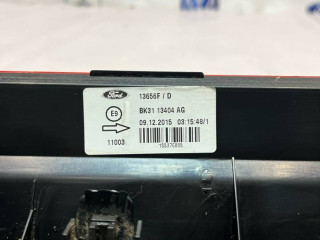 Ford
13656F / D
E9
BK31 13404 AG
09.12.2015 03:15:48/1
11003